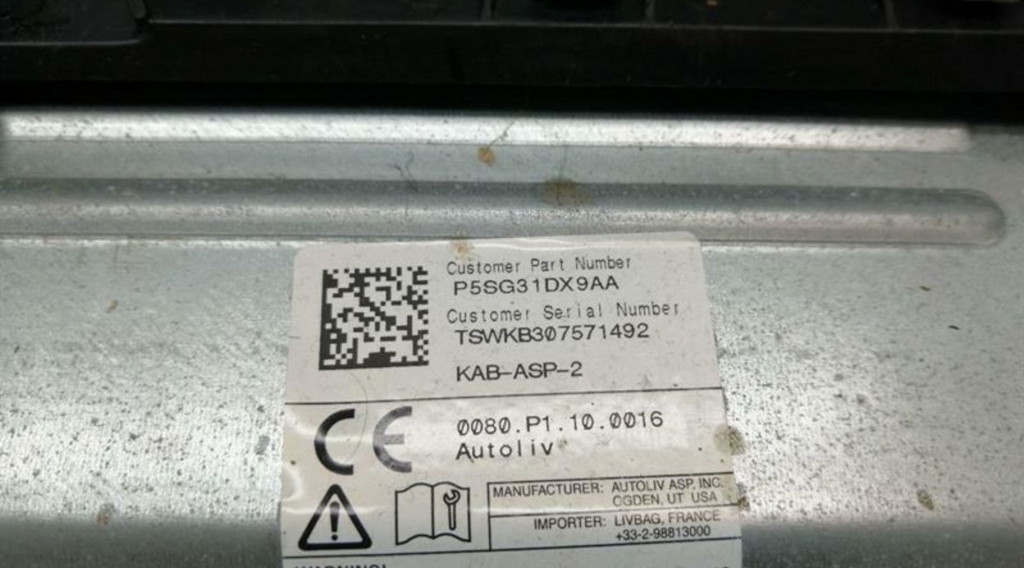 Customer Part Number
P5SG31DX9AA
Customer Serial Number
TSWKB307571492
KAB-ASP-2
CE
0080.P1.10.0016
Autoliv
MANUFACTURER: AUTOLIV ASP, INC.
OGDEN, UT USA
IMPORTER: LIVBAG, FRANCE
+33-2-98813000
WARNING!